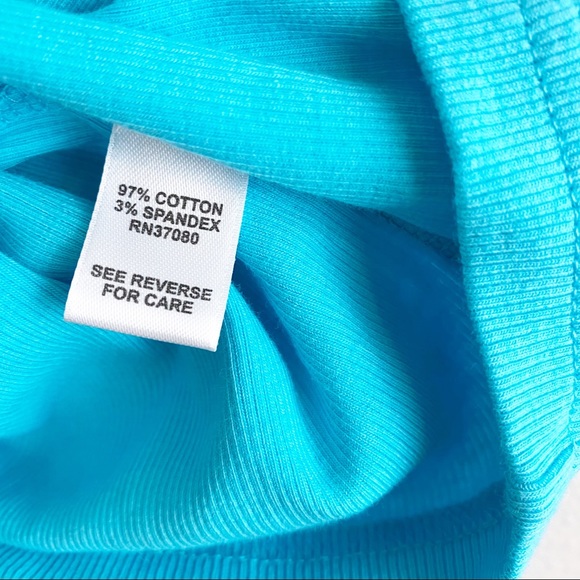 97% COTTON
3% SPANDEX
RN37080
SEE REVERSE
FOR CARE